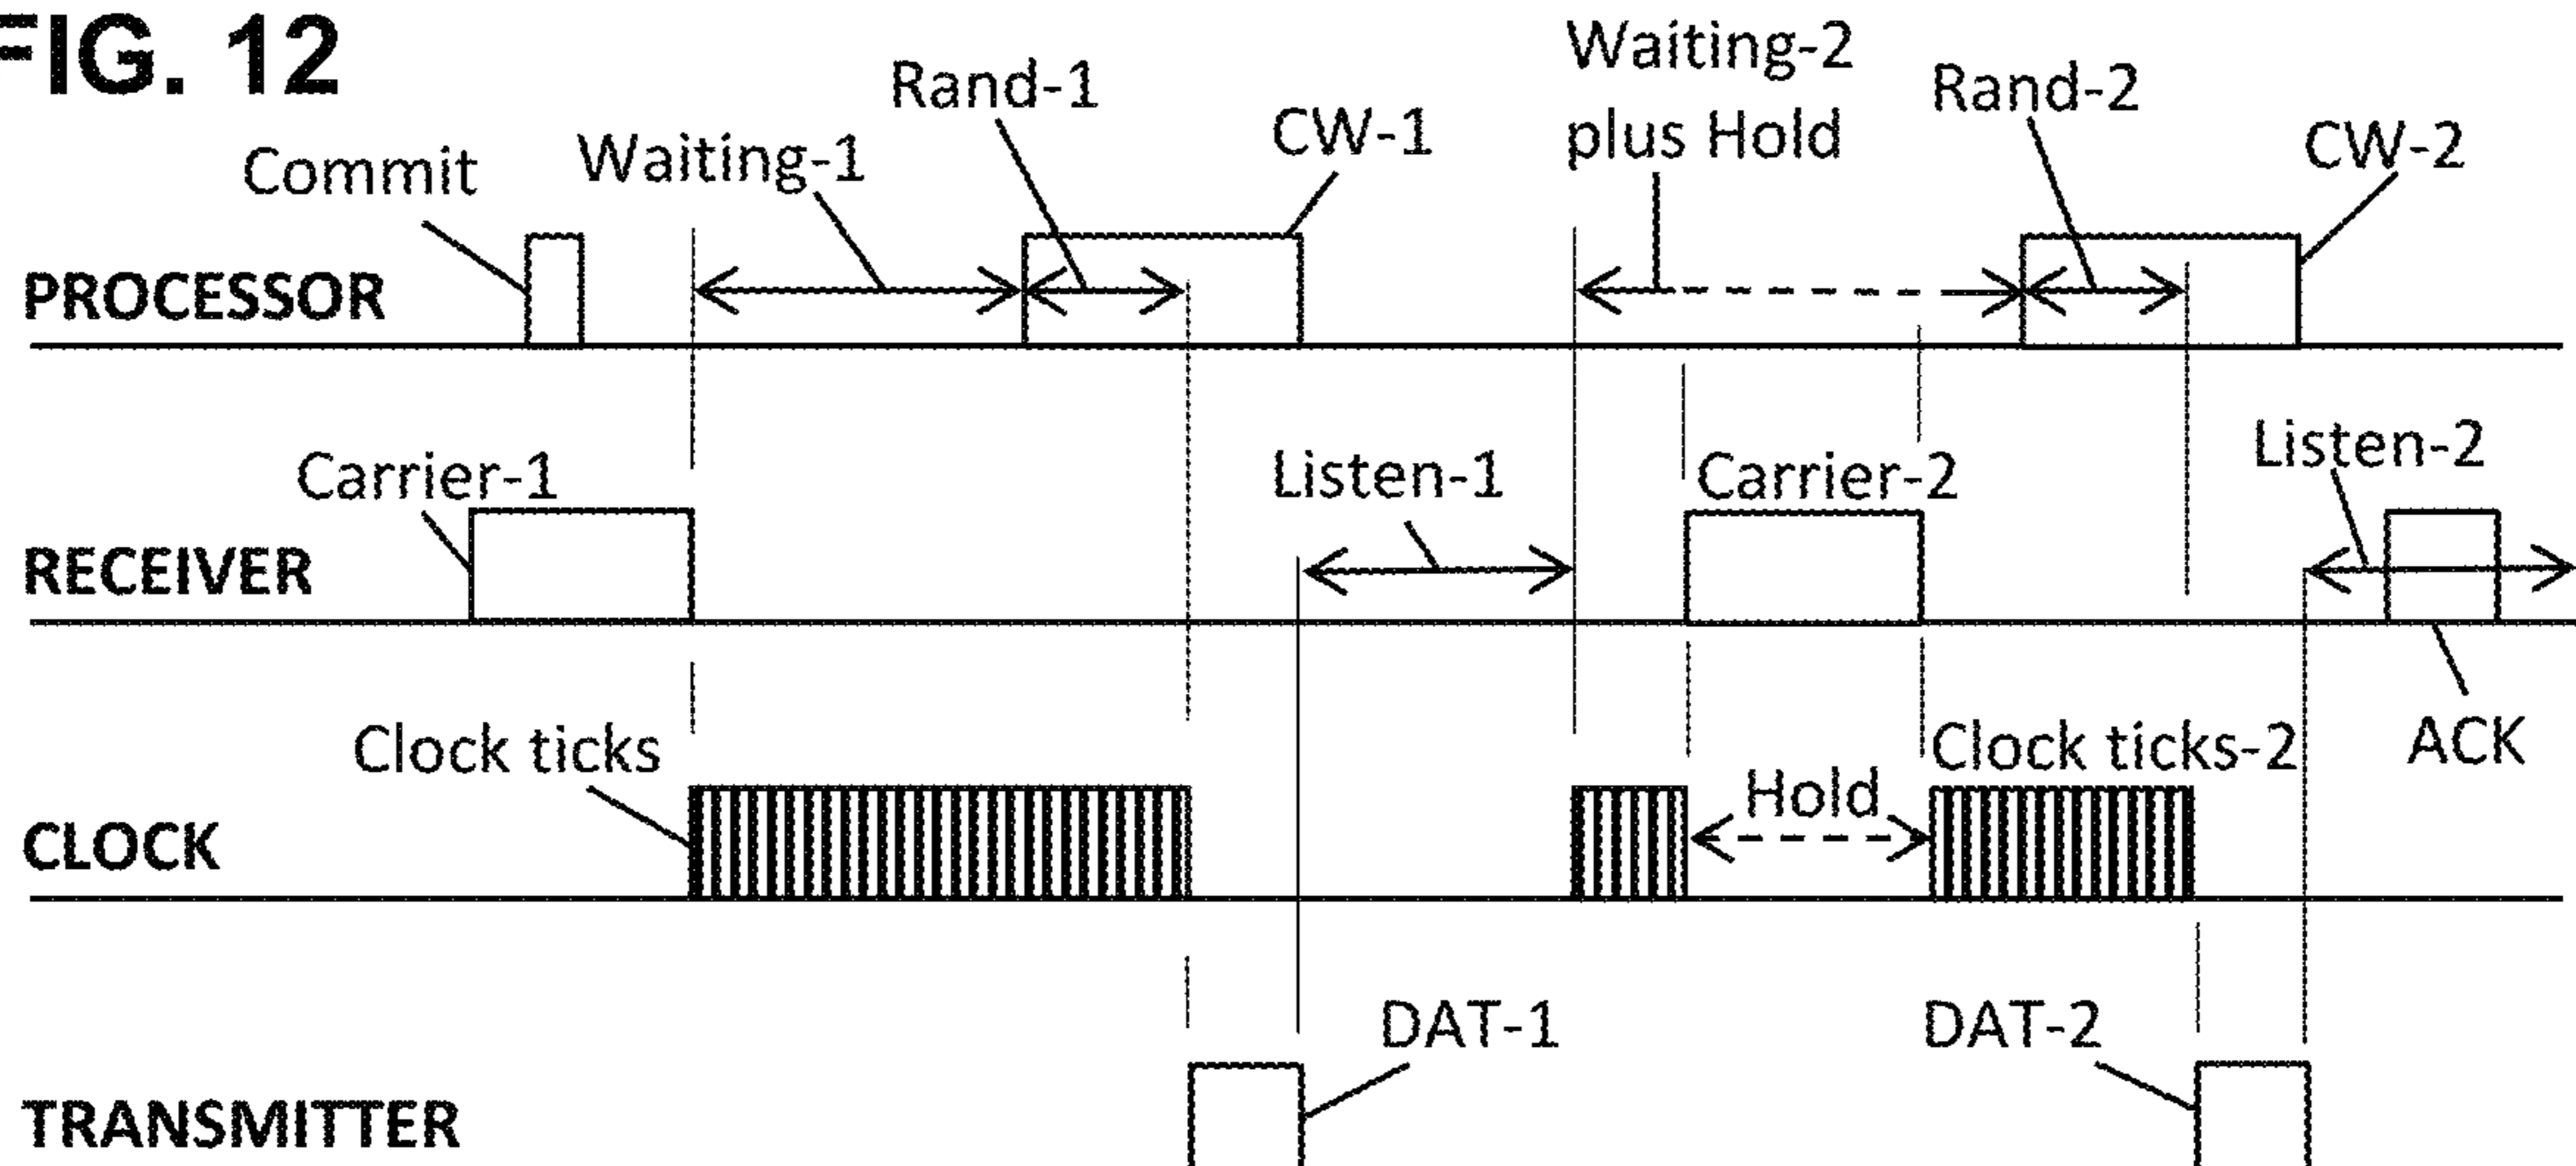 FIG. 12
Commit
Waiting-1
Rand-1
CW-1
Waiting-2
plus Hold
Rand-2
CW-2
PROCESSOR
Carrier-1
Listen-1
Carrier-2
Listen-2
RECEIVER
ACK
Clock ticks
Hold
Clock ticks-2
CLOCK
DAT-1
DAT-2
TRANSMITTER